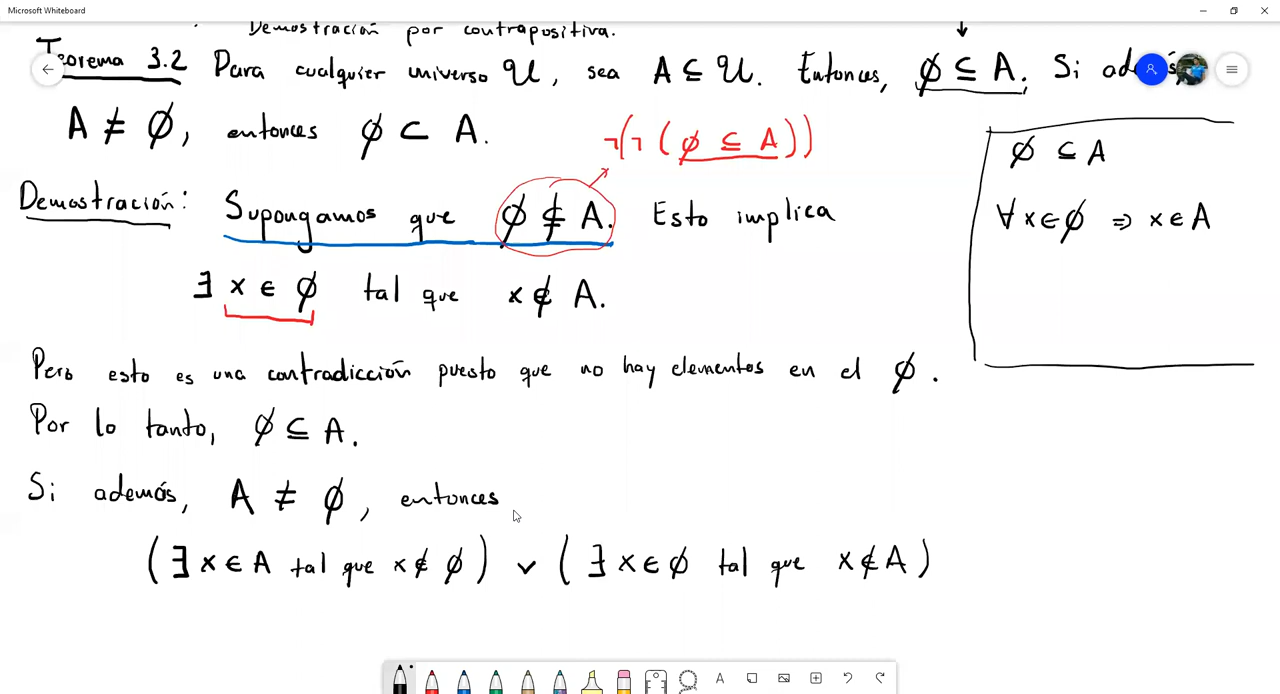 Microsoft Whiteboard
Demostración por contrapositiva.
Teorema 3.2 Para cualquier universo 𝒰, sea A ⊆ 𝒰. Entonces, ∅ ⊆ A. Si además,
A ≠ ∅, entonces ∅ ⊂ A.
¬(¬(∅ ⊆ A))
∅ ⊆ A
Demostración: Supongamos que ∅ ⊈ A. Esto implica
∀ x ∈ ∅ ⇒ x ∈ A
∃ x ∈ ∅ tal que x ∉ A.
Pero esto es una contradicción puesto que no hay elementos en el ∅.
Por lo tanto, ∅ ⊆ A.
Si además, A ≠ ∅, entonces
(∃ x ∈ A tal que x ∉ ∅) ∨ (∃ x ∈ ∅ tal que x ∉ A)